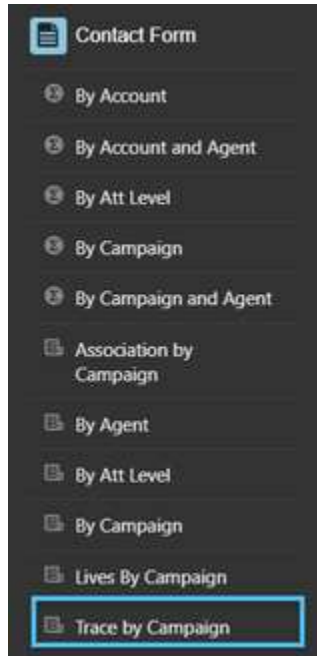 Contact Form
By Account
By Account and Agent
By Att Level
By Campaign
By Campaign and Agent
Association by
Campaign
By Agent
By Att Level
By Campaign
Lives By Campaign
Trace by Campaign